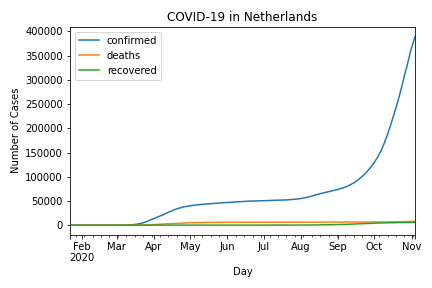 COVID-19 in Netherlands
confirmed
deaths
recovered
Number of Cases
400000
350000
300000
250000
200000
150000
100000
50000
0
Feb Mar Apr May Jun Jul Aug Sep Oct Nov
2020
Day